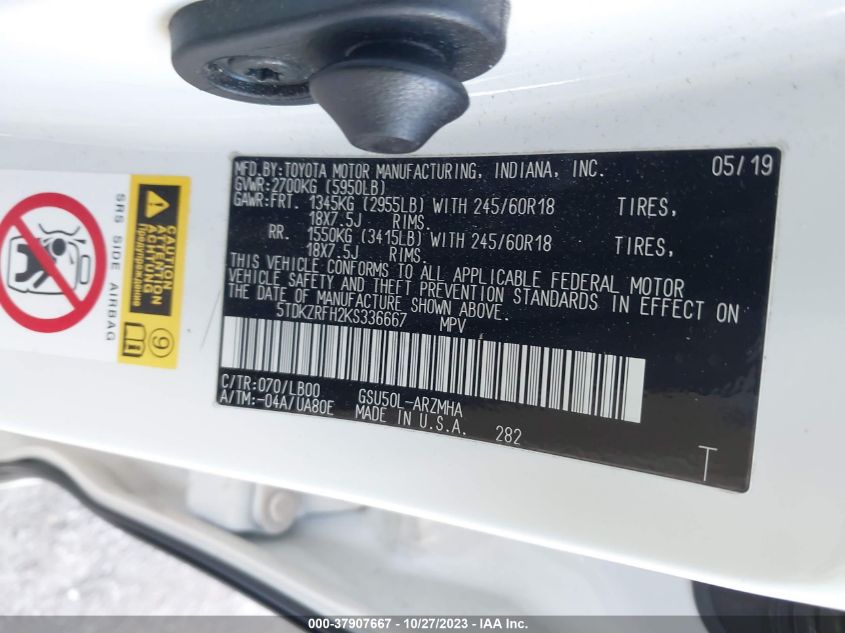 MFD.BY:TOYOTA MOTOR MANUFACTURING, INDIANA, INC. 05/19
GVWR:2700KG (5950LB)
GAWR:FRT. 1345KG (2955LB) WITH 245/60R18 TIRES,
18X7.5J RIMS.
RR. 1550KG (3415LB) WITH 245/60R18 TIRES,
18X7.5J RIMS.
THIS VEHICLE CONFORMS TO ALL APPLICABLE FEDERAL MOTOR
VEHICLE SAFETY AND THEFT PREVENTION STANDARDS IN EFFECT ON
THE DATE OF MANUFACTURE SHOWN ABOVE.
5TDKZRFH2KS336667 MPV
C/TR:070/LB00 GSU50L-ARZMHA
A/TM:-04A/UA80E MADE IN U.S.A. 282
T
SRS SIDE AIRBAG
CAUTION
ATTENTION
ACHTUNG
Предупреждение
9
000-37907667 - 10/27/2023 - IAA Inc.